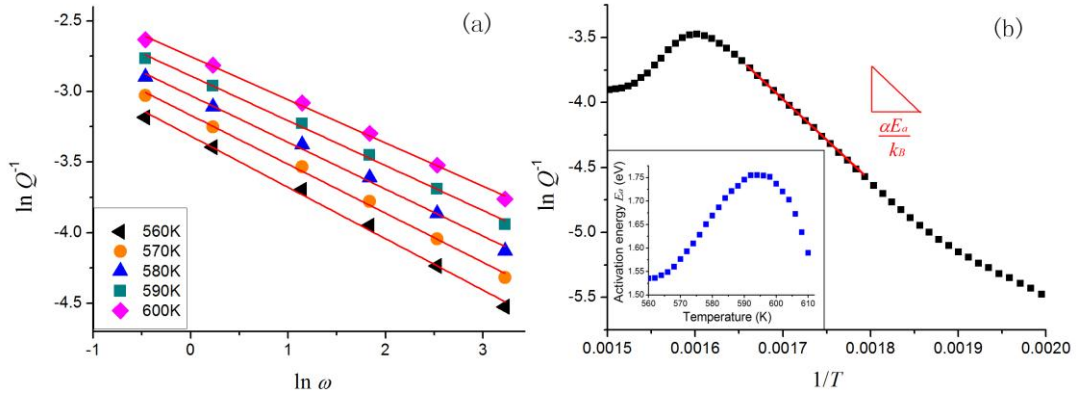 (a)
-2.5
-3.0
-3.5
-4.0
-4.5
ln Q⁻¹
560K
570K
580K
590K
600K
-1 0 1 2 3
ln ω
(b)
-3.5
-4.0
-4.5
-5.0
-5.5
ln Q⁻¹
αEₐ
k_B
Activation energy Eₐ (eV)
1.75
1.70
1.65
1.60
1.55
1.50
560 570 580 590 600 610
Temperature (K)
0.0015 0.0016 0.0017 0.0018 0.0019 0.0020
1/T